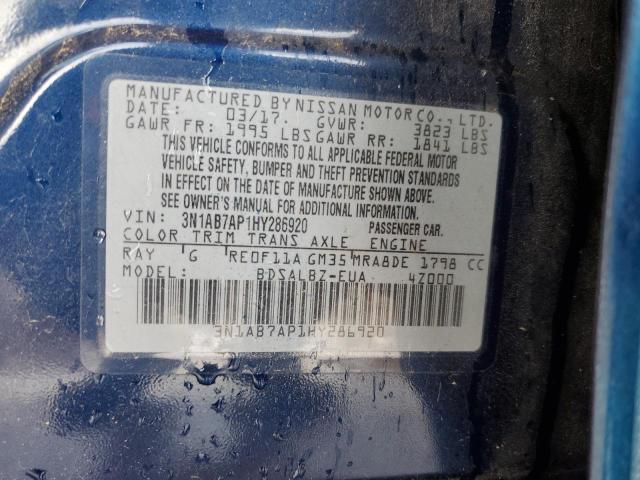 MANUFACTURED BY NISSAN MOTOR CO., LTD.
DATE: 03/17. GVWR: 3823 LBS
GAWR FR: 1995 LBS GAWR RR: 1841 LBS
THIS VEHICLE CONFORMS TO ALL APPLICABLE FEDERAL MOTOR
VEHICLE SAFETY, BUMPER AND THEFT PREVENTION STANDARDS
IN EFFECT ON THE DATE OF MANUFACTURE SHOWN ABOVE.
SEE OWNER'S MANUAL FOR ADDITIONAL INFORMATION.
VIN: 3N1AB7AP1HY286920 PASSENGER CAR.
COLOR TRIM TRANS AXLE ENGINE
RAY G RE0F11A GM35 MRA8DE 1798 CC
MODEL: BDSALBZ-EUA 4Z000
3N1AB7AP1HY286920